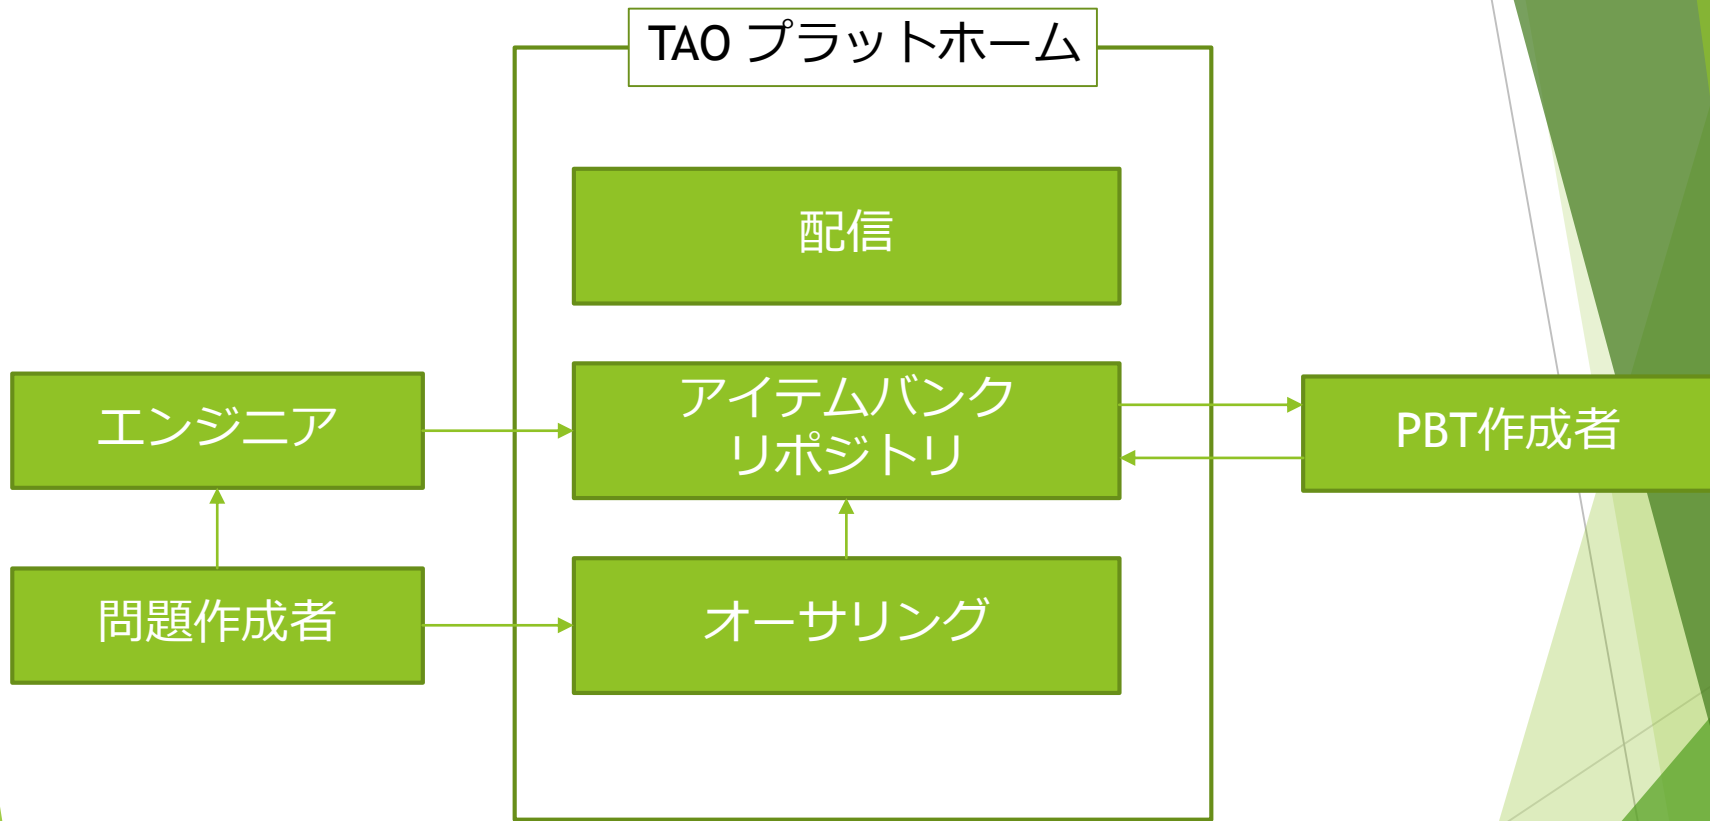 TAO プラットホーム
配信
アイテムバンク
リポジトリ
エンジニア
PBT作成者
問題作成者
オーサリング